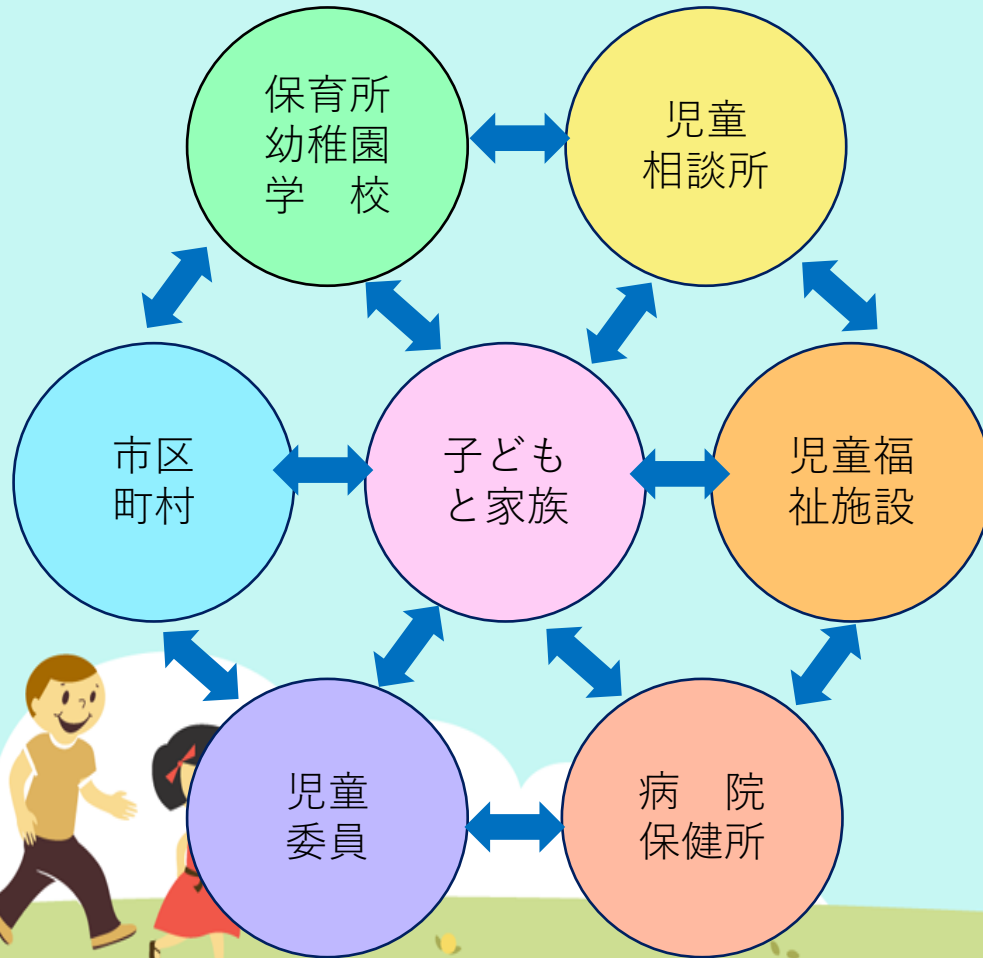 保育所
幼稚園
学　校
児童
相談所
市区
町村
子ども
と家族
児童福
祉施設
児童
委員
病　院
保健所